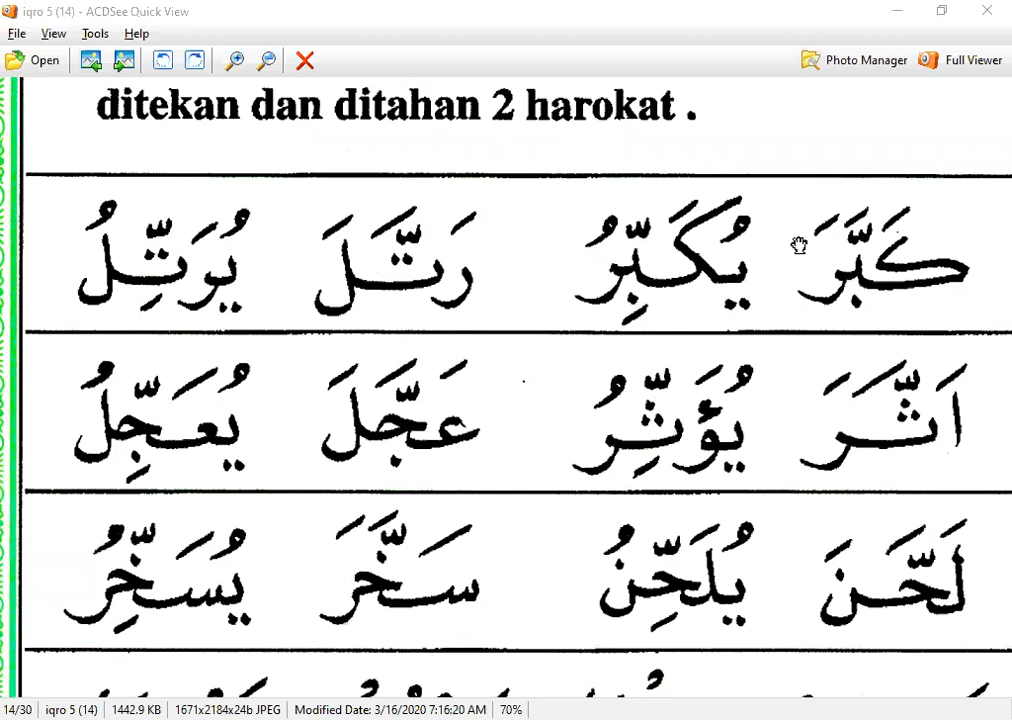 iqro 5 (14) - ACDSee Quick View
File View Tools Help
Open Photo Manager Full Viewer
ditekan dan ditahan 2 harokat .
كَبَّرَ يُكَبِّرُ رَتَّلَ يُرَتِّلُ
اَثَّرَ يُؤَثِّرُ عَجَّلَ يُعَجِّلُ
لَحَّنَ يُلَحِّنُ سَخَّرَ يُسَخِّرُ
14/30 iqro 5 (14) 1442.9 KB 1671x2184x24b JPEG Modified Date: 3/16/2020 7:16:20 AM 70%